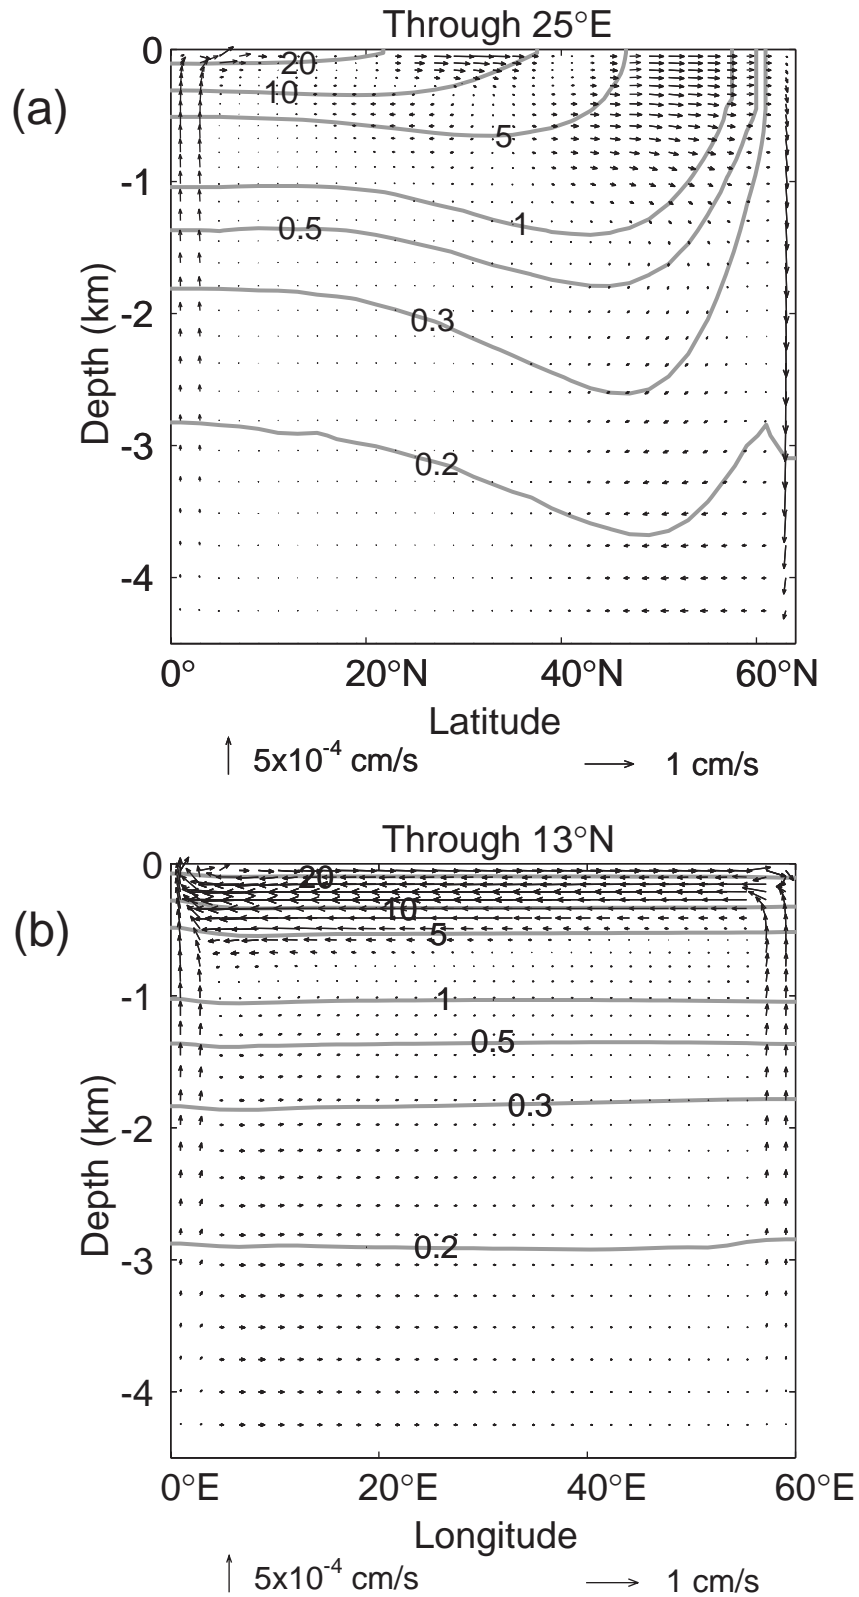 Through 25°E
(a)
0
20
10
5
-1
1
0.5
-2
0.3
-3
0.2
-4
Depth (km)
0° 20°N 40°N 60°N
Latitude
5x10⁻⁴ cm/s 1 cm/s
Through 13°N
(b)
0
20
10
5
-1
1
0.5
0.3
-2
0.2
-3
-4
Depth (km)
0°E 20°E 40°E 60°E
Longitude
5x10⁻⁴ cm/s 1 cm/s